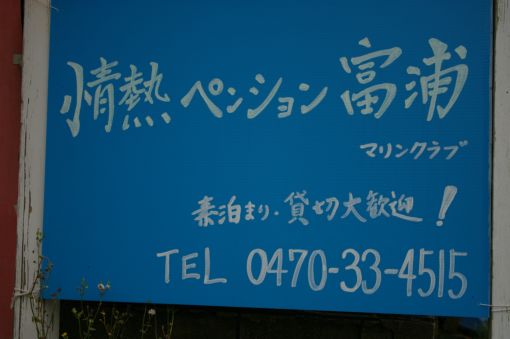 情熱ペンション富浦
マリンクラブ
素泊まり・貸切大歓迎!
TEL 0470-33-4515